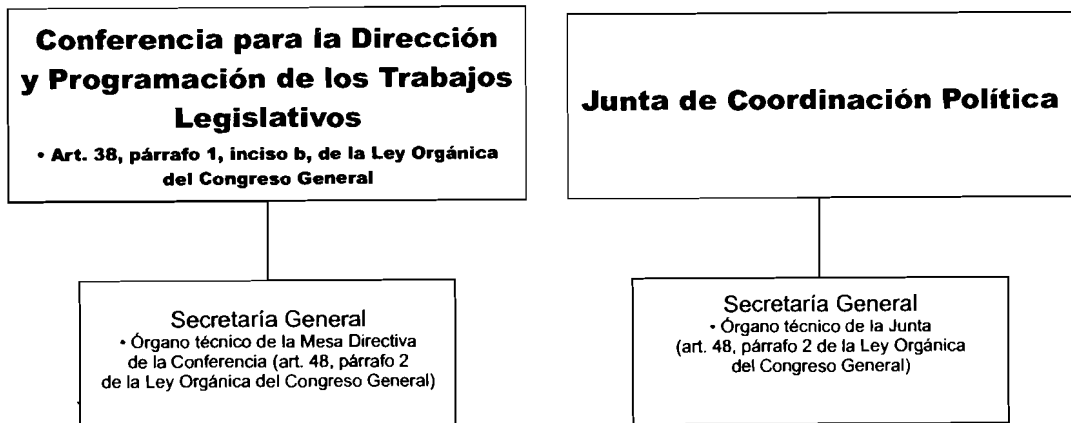 Conferencia para la Dirección
y Programación de los Trabajos
Legislativos
• Art. 38, párrafo 1, inciso b, de la Ley Orgánica
del Congreso General
Secretaría General
• Órgano técnico de la Mesa Directiva
de la Conferencia (art. 48, párrafo 2
de la Ley Orgánica del Congreso General)
Junta de Coordinación Política
Secretaría General
• Órgano técnico de la Junta
(art. 48, párrafo 2 de la Ley Orgánica
del Congreso General)